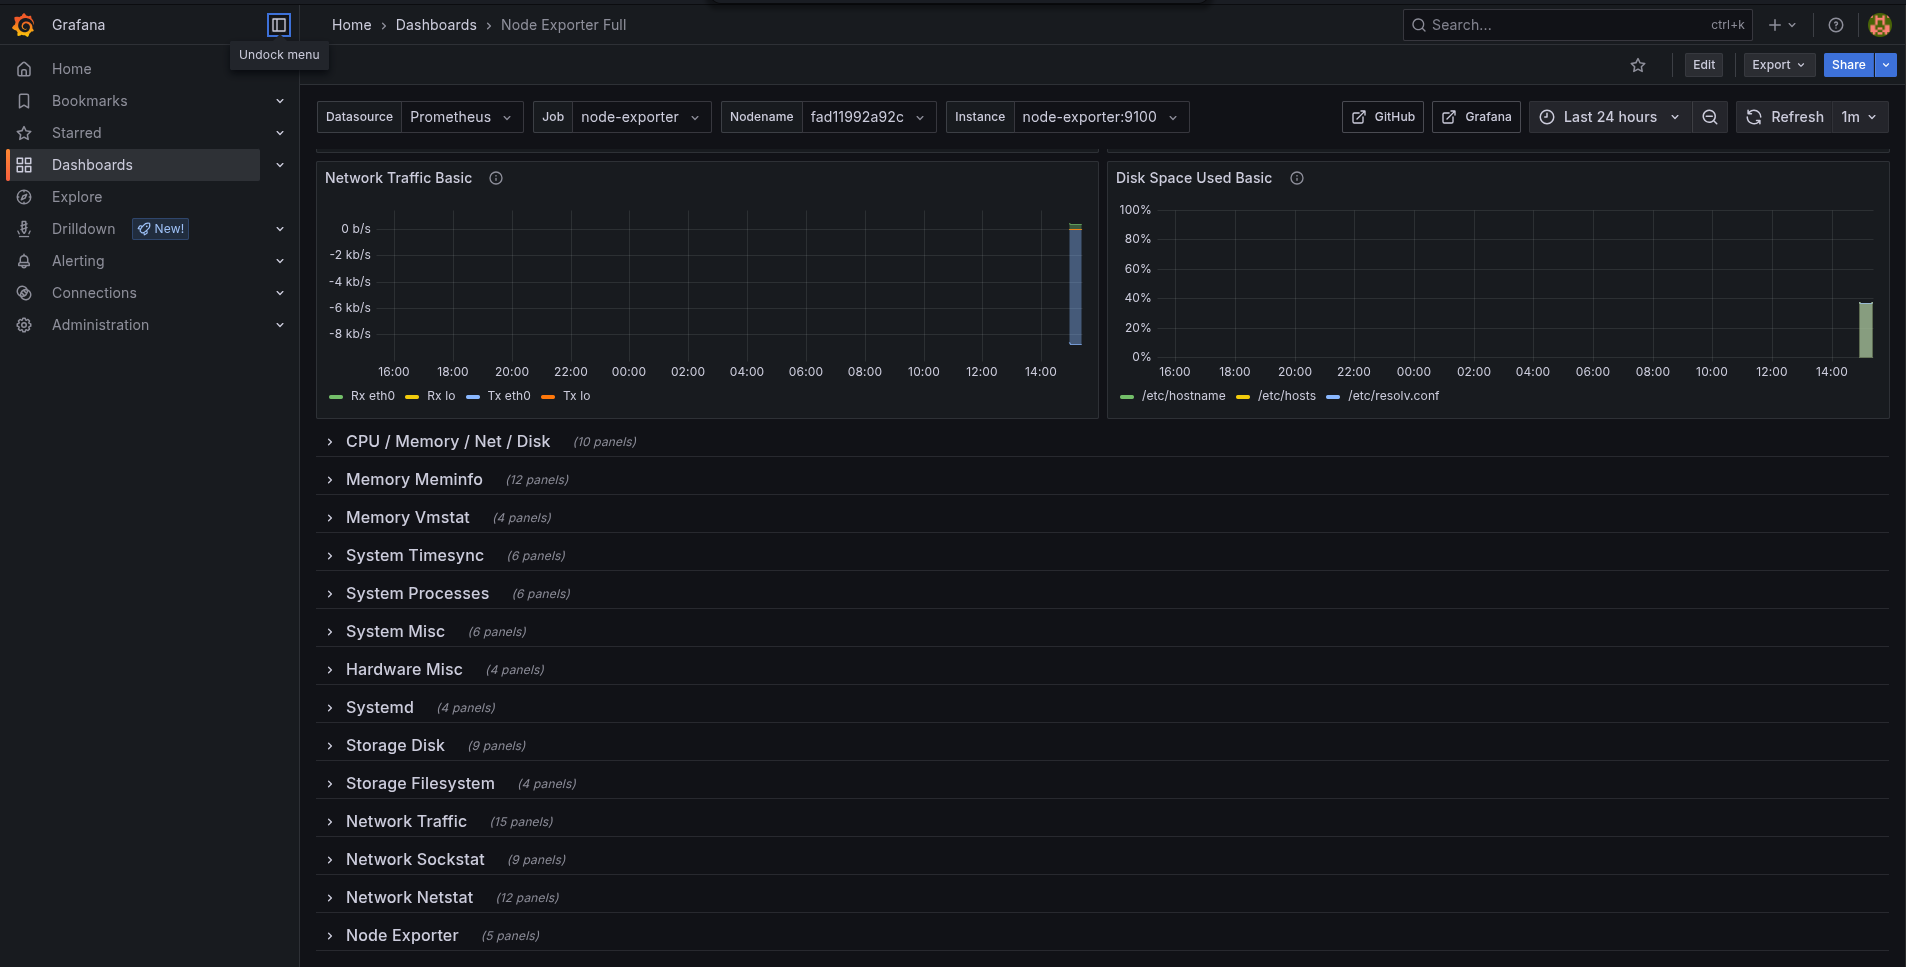 Grafana
Home › Dashboards › Node Exporter Full
Search...
ctrl+k
Undock menu
Home
Bookmarks
Starred
Dashboards
Explore
Drilldown New!
Alerting
Connections
Administration
Edit
Export
Share
Datasource Prometheus
Job node-exporter
Nodename fad11992a92c
Instance node-exporter:9100
GitHub
Grafana
Last 24 hours
Refresh
1m
Network Traffic Basic
0 b/s
-2 kb/s
-4 kb/s
-6 kb/s
-8 kb/s
16:00 18:00 20:00 22:00 00:00 02:00 04:00 06:00 08:00 10:00 12:00 14:00
Rx eth0 Rx lo Tx eth0 Tx lo
Disk Space Used Basic
100%
80%
60%
40%
20%
0%
16:00 18:00 20:00 22:00 00:00 02:00 04:00 06:00 08:00 10:00 12:00 14:00
/etc/hostname /etc/hosts /etc/resolv.conf
CPU / Memory / Net / Disk (10 panels)
Memory Meminfo (12 panels)
Memory Vmstat (4 panels)
System Timesync (6 panels)
System Processes (6 panels)
System Misc (6 panels)
Hardware Misc (4 panels)
Systemd (4 panels)
Storage Disk (9 panels)
Storage Filesystem (4 panels)
Network Traffic (15 panels)
Network Sockstat (9 panels)
Network Netstat (12 panels)
Node Exporter (5 panels)